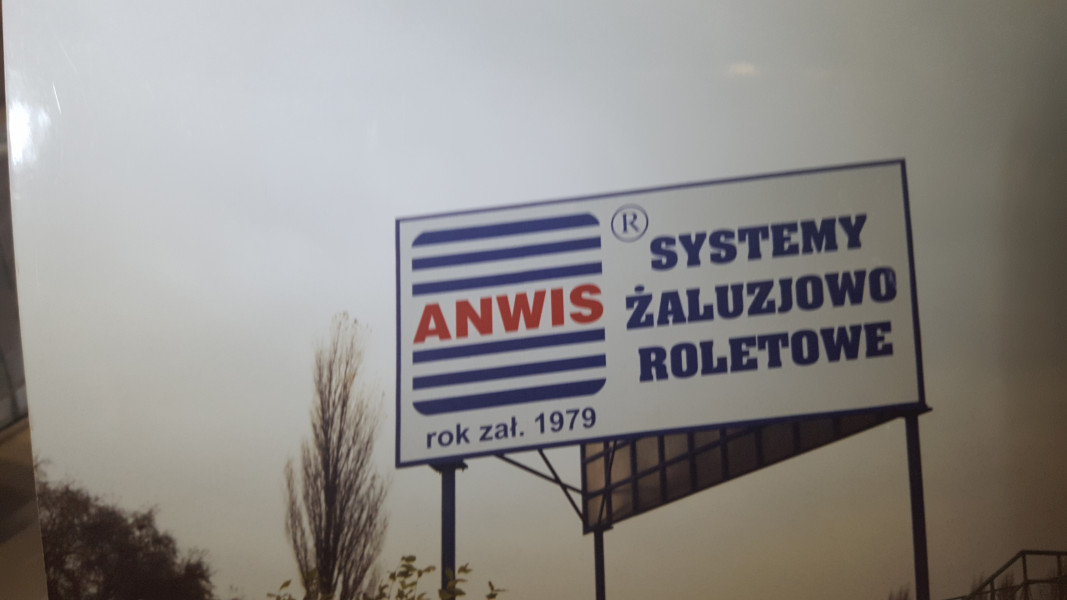 ANWIS
rok zał. 1979
®
SYSTEMY
ŻALUZJOWO
ROLETOWE